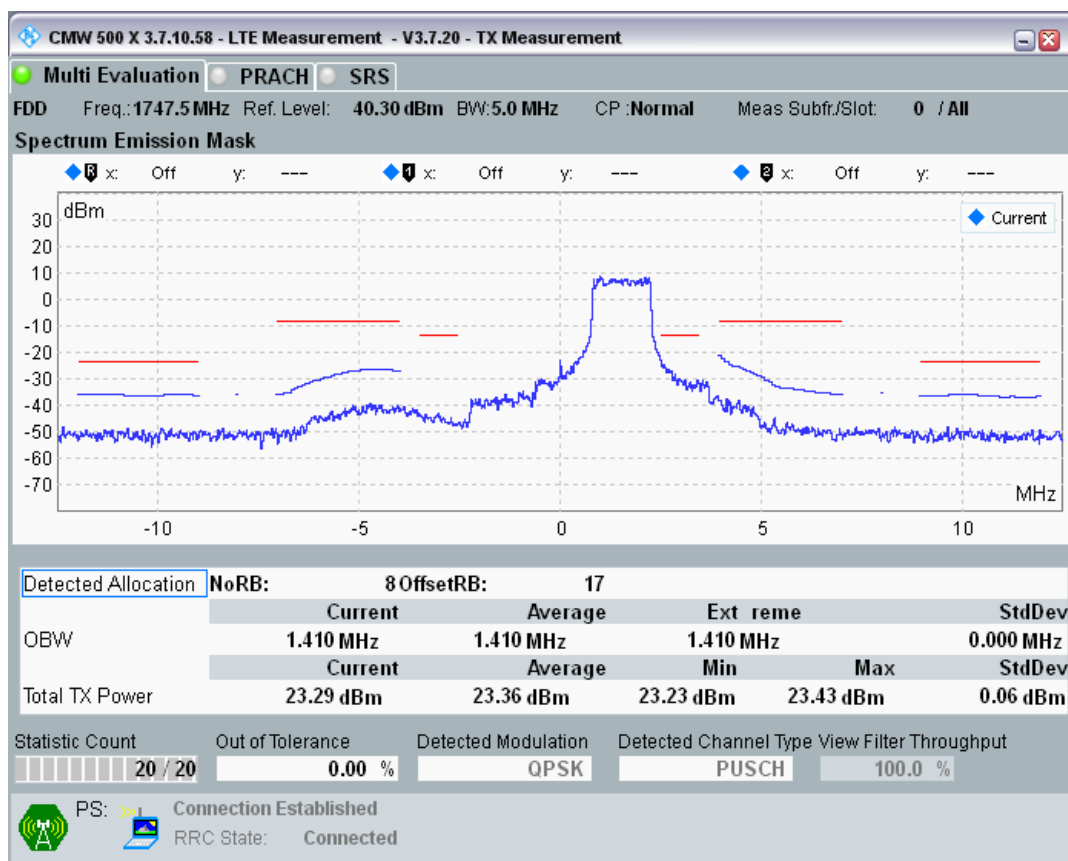 CMW 500 X 3.7.10.58 - LTE Measurement - V3.7.20 - TX Measurement
Multi Evaluation PRACH SRS
FDD Freq.: 1747.5 MHz Ref. Level: 40.30 dBm BW: 5.0 MHz CP : Normal Meas Subfr./Slot: 0 / All
Spectrum Emission Mask
R x: Off y: --- 1 x: Off y: --- 2 x: Off y: ---
dBm
Current
30
20
10
0
-10
-20
-30
-40
-50
-60
-70
MHz
-10 -5 0 5 10
Detected Allocation NoRB: 8 OffsetRB: 17
Current Average Ext reme StdDev
OBW 1.410 MHz 1.410 MHz 1.410 MHz 0.000 MHz
Current Average Min Max StdDev
Total TX Power 23.29 dBm 23.36 dBm 23.23 dBm 23.43 dBm 0.06 dBm
Statistic Count Out of Tolerance Detected Modulation Detected Channel Type View Filter Throughput
20 / 20 0.00 % QPSK PUSCH 100.0 %
PS: Connection Established
RRC State: Connected